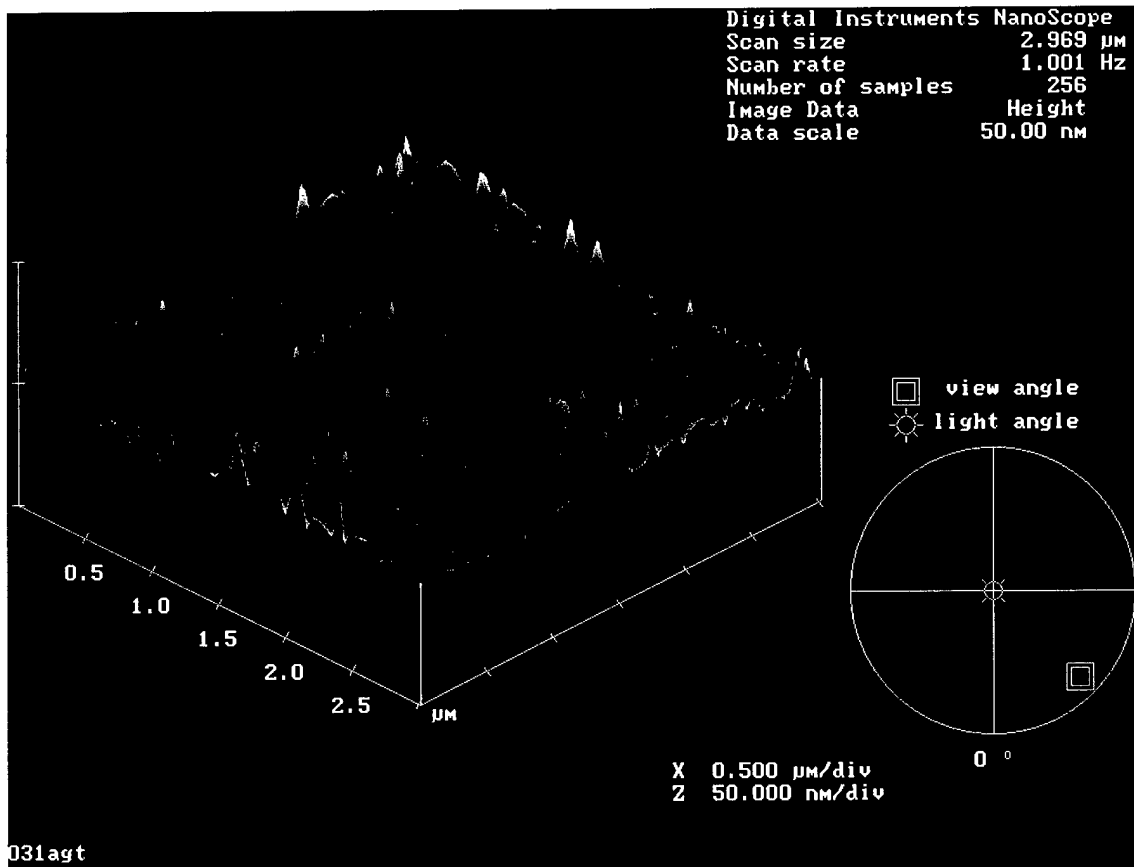 Digital Instruments NanoScope
Scan size 2.969 µm
Scan rate 1.001 Hz
Number of samples 256
Image Data Height
Data scale 50.00 nm
view angle
light angle
0.5
1.0
1.5
2.0
2.5
µm
0 °
X 0.500 µm/div
Z 50.000 nm/div
031agt